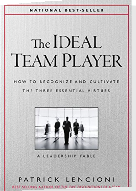 NATIONAL BEST-SELLER
The IDEAL
TEAM PLAYER
HOW TO RECOGNIZE AND CULTIVATE
THE THREE ESSENTIAL VIRTUES
A LEADERSHIP FABLE
PATRICK LENCIONI